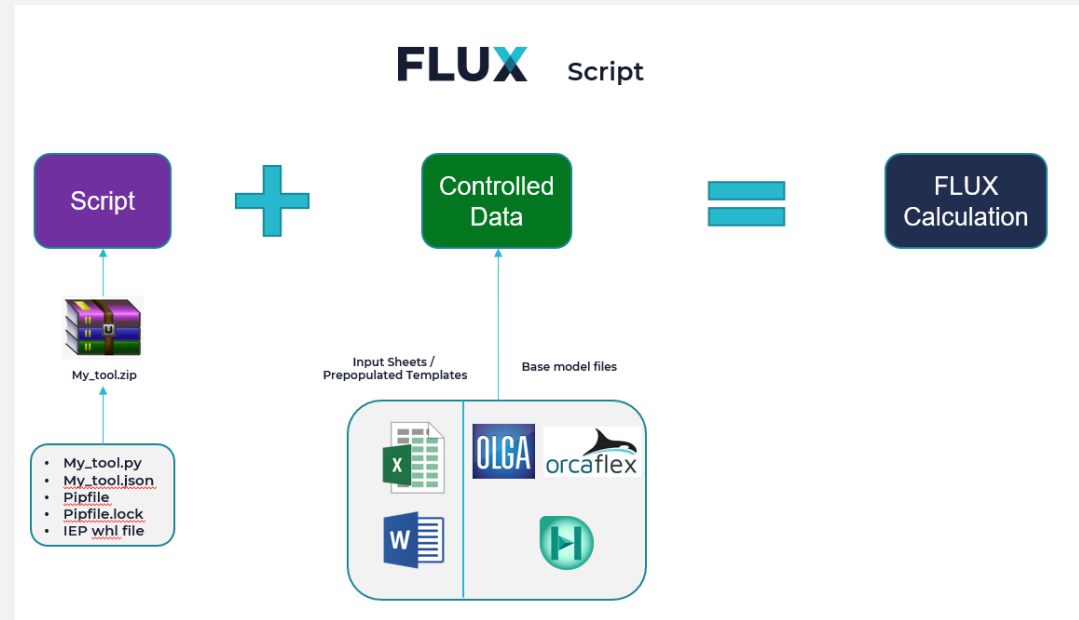 FLUX Script
Script
Controlled
Data
FLUX
Calculation
U
My_tool.zip
Input Sheets /
Prepopulated Templates
Base model files
• My_tool.py
• My_tool.json
• Pipfile
• Pipfile.lock
• IEP whl file
X
OLGA
orcaflex
W
H